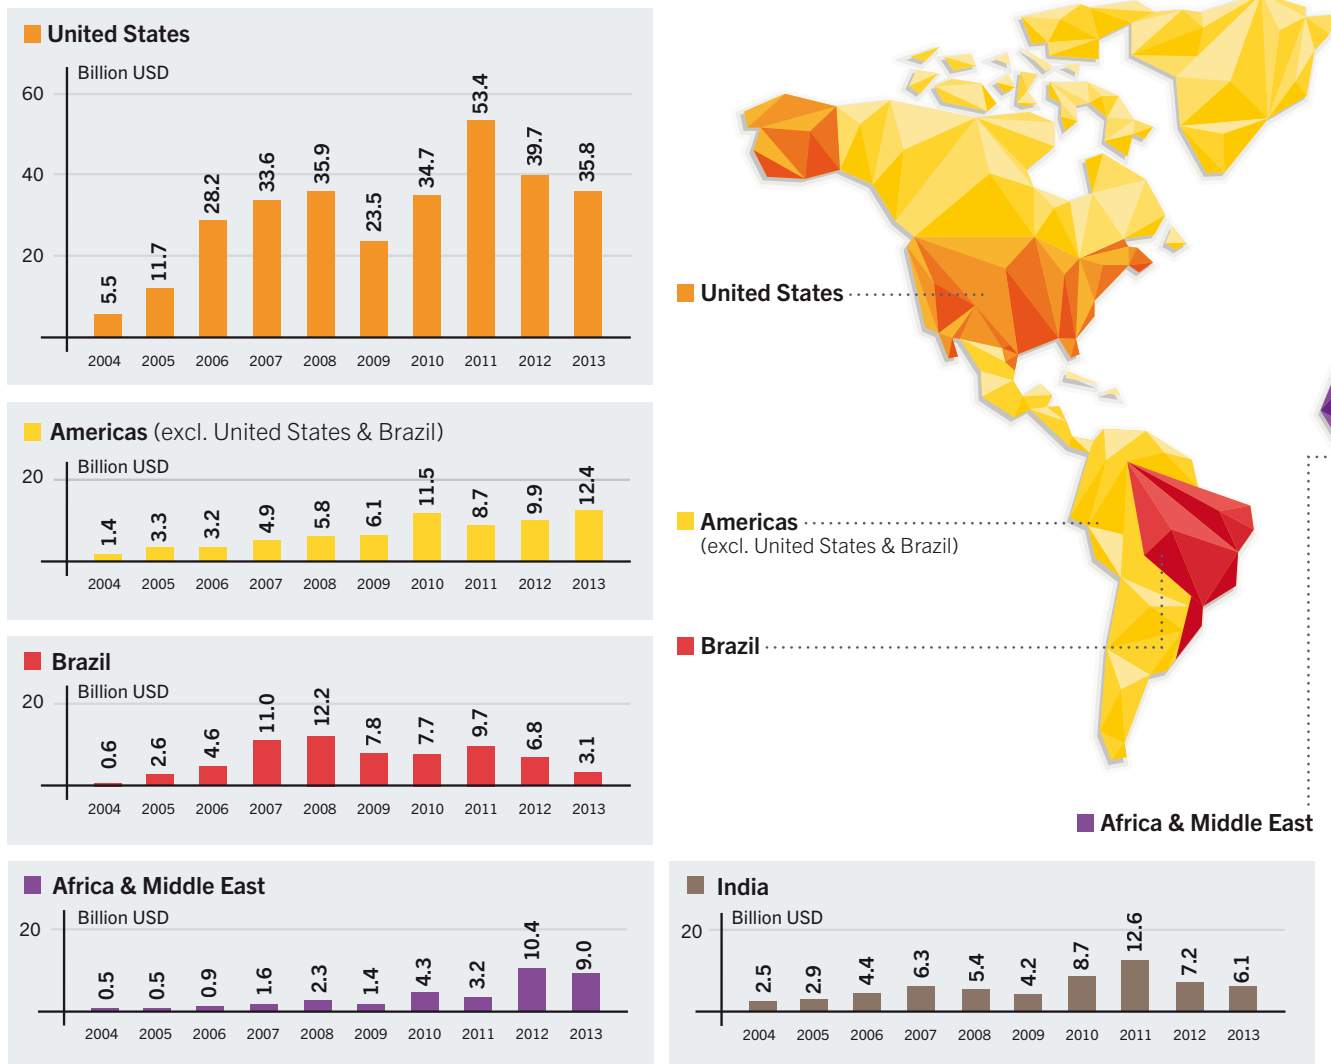 United States
Billion USD
60
40
20
5.5
11.7
28.2
33.6
35.9
23.5
34.7
53.4
39.7
35.8
2004 2005 2006 2007 2008 2009 2010 2011 2012 2013
Americas (excl. United States & Brazil)
Billion USD
20
1.4
3.3
3.2
4.9
5.8
6.1
11.5
8.7
9.9
12.4
2004 2005 2006 2007 2008 2009 2010 2011 2012 2013
Brazil
Billion USD
20
0.6
2.6
4.6
11.0
12.2
7.8
7.7
9.7
6.8
3.1
2004 2005 2006 2007 2008 2009 2010 2011 2012 2013
United States
Americas
(excl. United States & Brazil)
Brazil
Africa & Middle East
Africa & Middle East
Billion USD
20
0.5
0.5
0.9
1.6
2.3
1.4
4.3
3.2
10.4
9.0
2004 2005 2006 2007 2008 2009 2010 2011 2012 2013
India
Billion USD
20
2.5
2.9
4.4
6.3
5.4
4.2
8.7
12.6
7.2
6.1
2004 2005 2006 2007 2008 2009 2010 2011 2012 2013